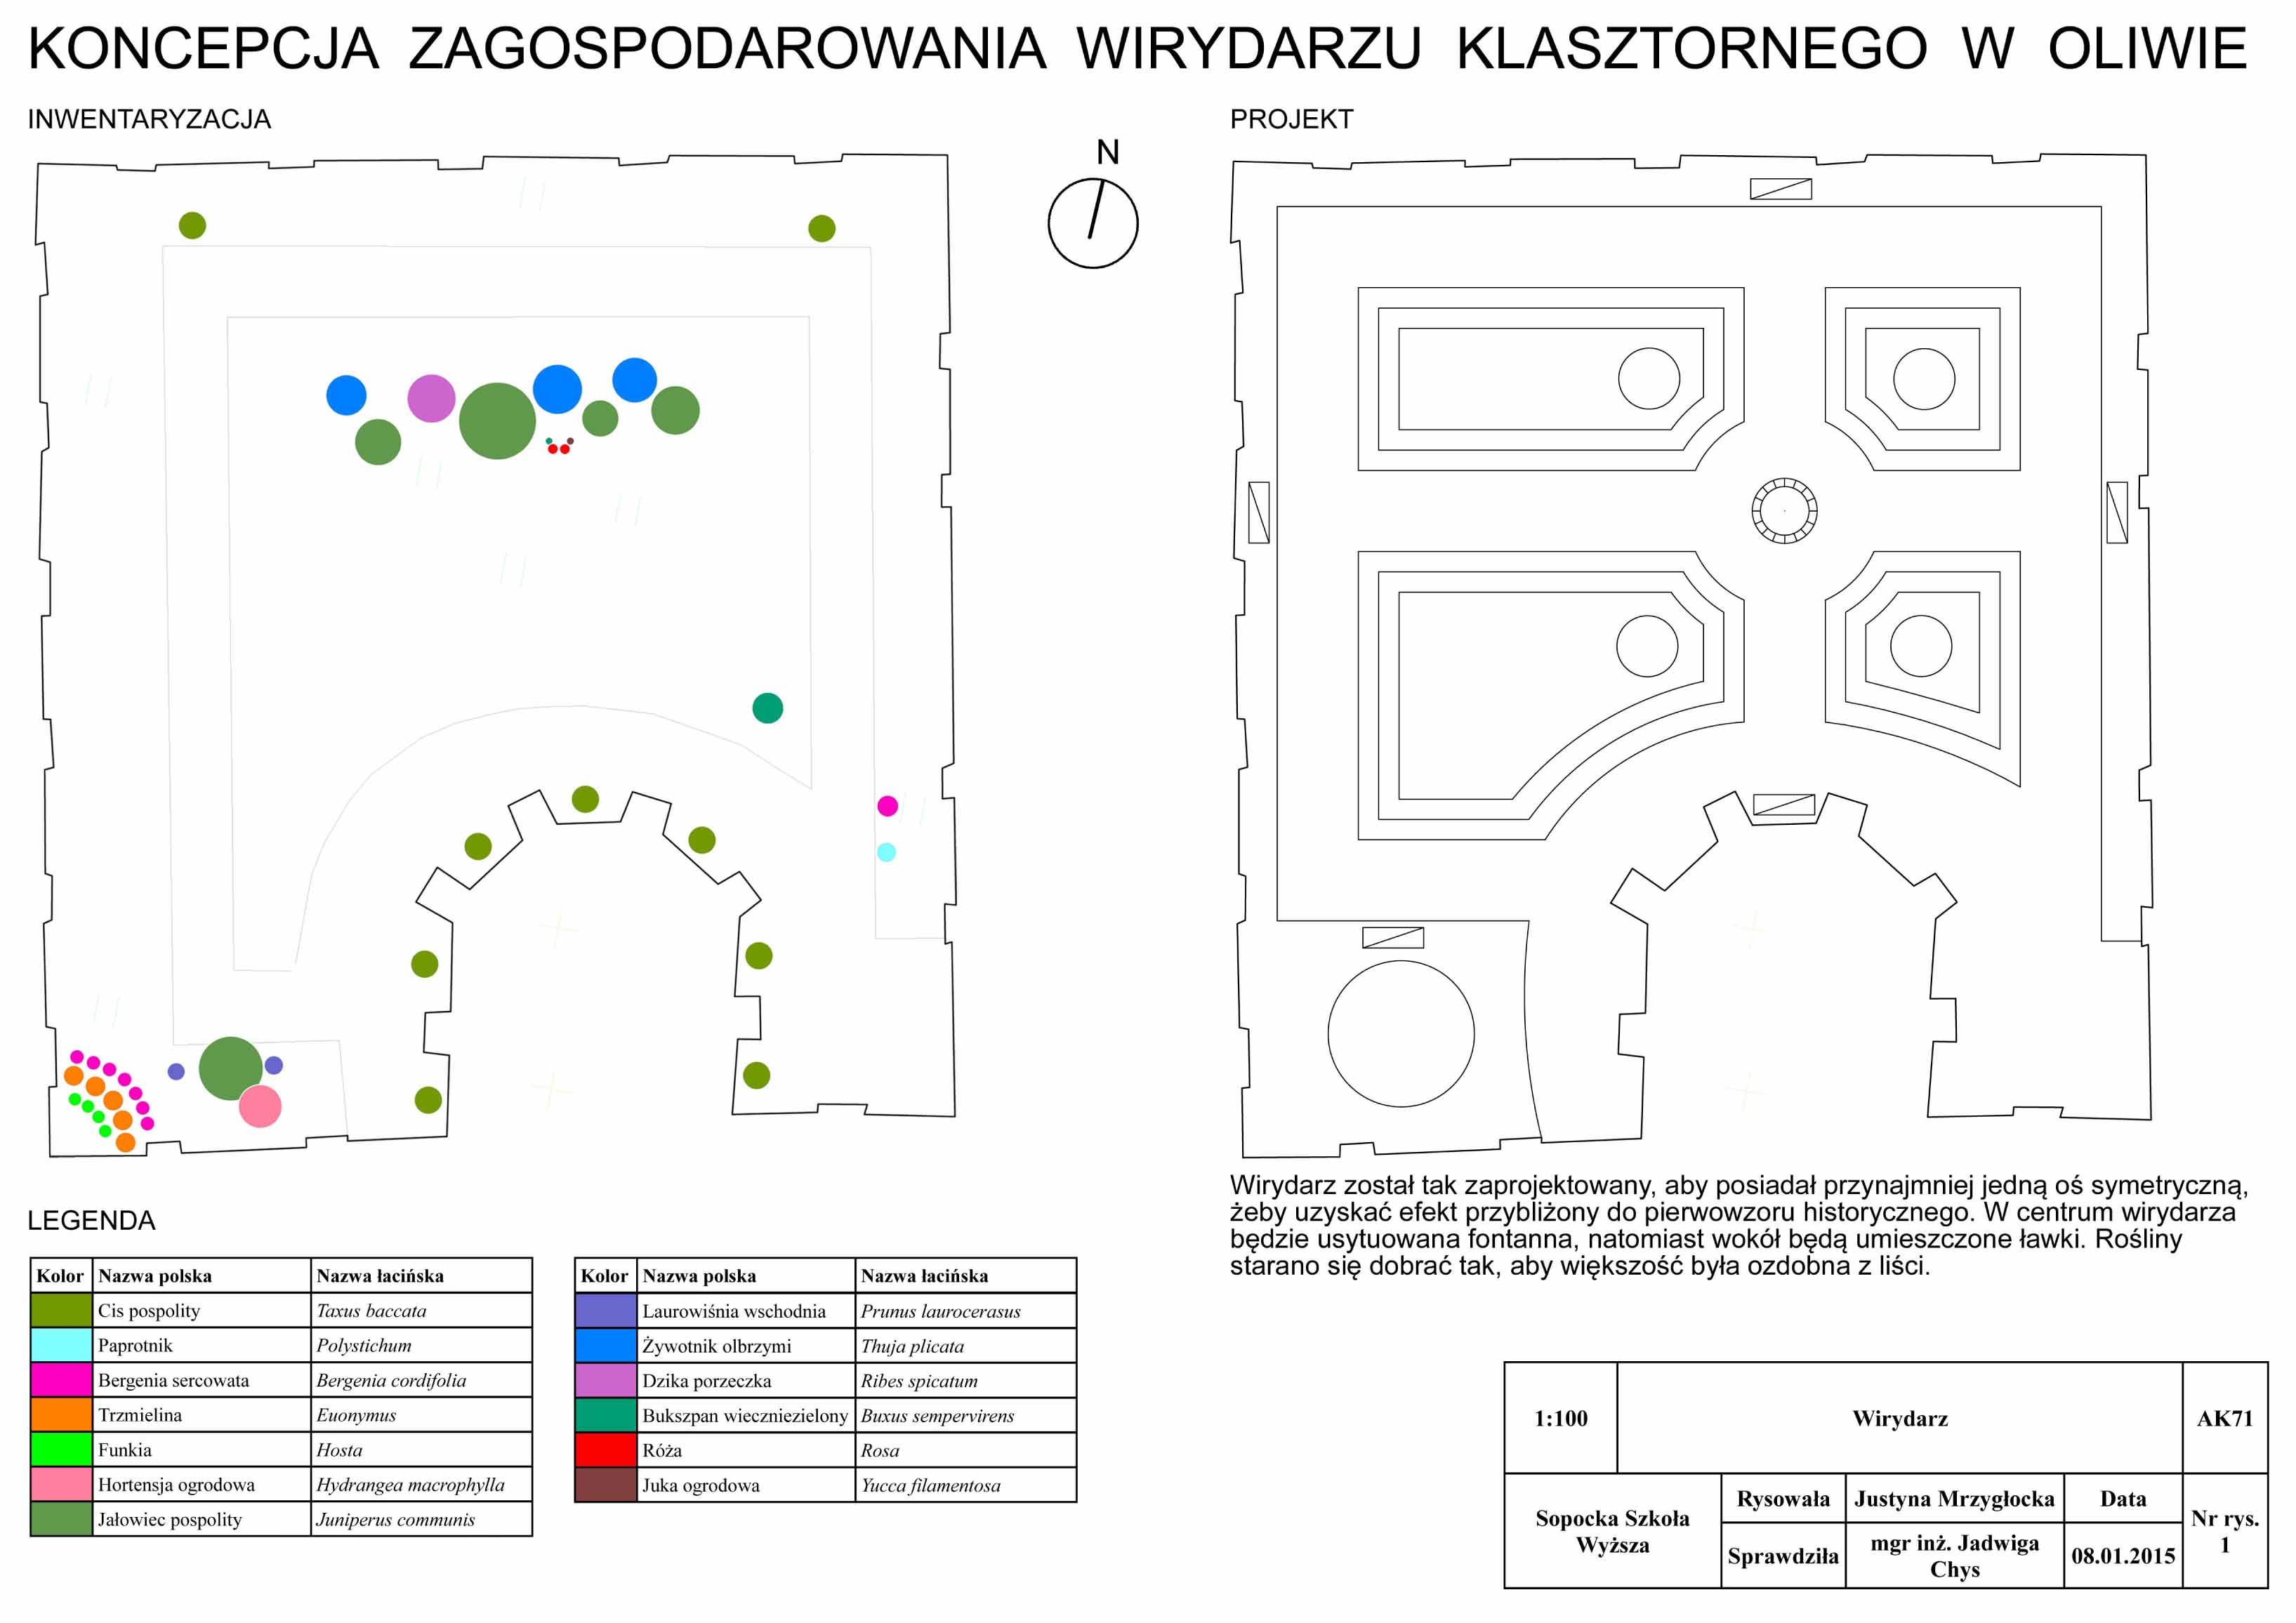 KONCEPCJA ZAGOSPODAROWANIA WIRYDARZU KLASZTORNEGO W OLIWIE
INWENTARYZACJA
N
PROJEKT
Wirydarz został tak zaprojektowany, aby posiadał przynajmniej jedną oś symetryczną,
żeby uzyskać efekt przybliżony do pierwowzoru historycznego. W centrum wirydarza
będzie usytuowana fontanna, natomiast wokół będą umieszczone ławki. Rośliny
starano się dobrać tak, aby większość była ozdobna z liści.
LEGENDA
Kolor Nazwa polska Nazwa łacińska
Cis pospolity Taxus baccata
Paprotnik Polystichum
Bergenia sercowata Bergenia cordifolia
Trzmielina Euonymus
Funkia Hosta
Hortensja ogrodowa Hydrangea macrophylla
Jałowiec pospolity Juniperus communis
Kolor Nazwa polska Nazwa łacińska
Laurowiśnia wschodnia Prunus laurocerasus
Żywotnik olbrzymi Thuja plicata
Dzika porzeczka Ribes spicatum
Bukszpan wieczniezielony Buxus sempervirens
Róża Rosa
Juka ogrodowa Yucca filamentosa
1:100 Wirydarz AK71
Sopocka Szkoła
Wyższa
Rysowała Justyna Mrzygłocka Data
Sprawdziła mgr inż. Jadwiga
Chys
08.01.2015
Nr rys.
1